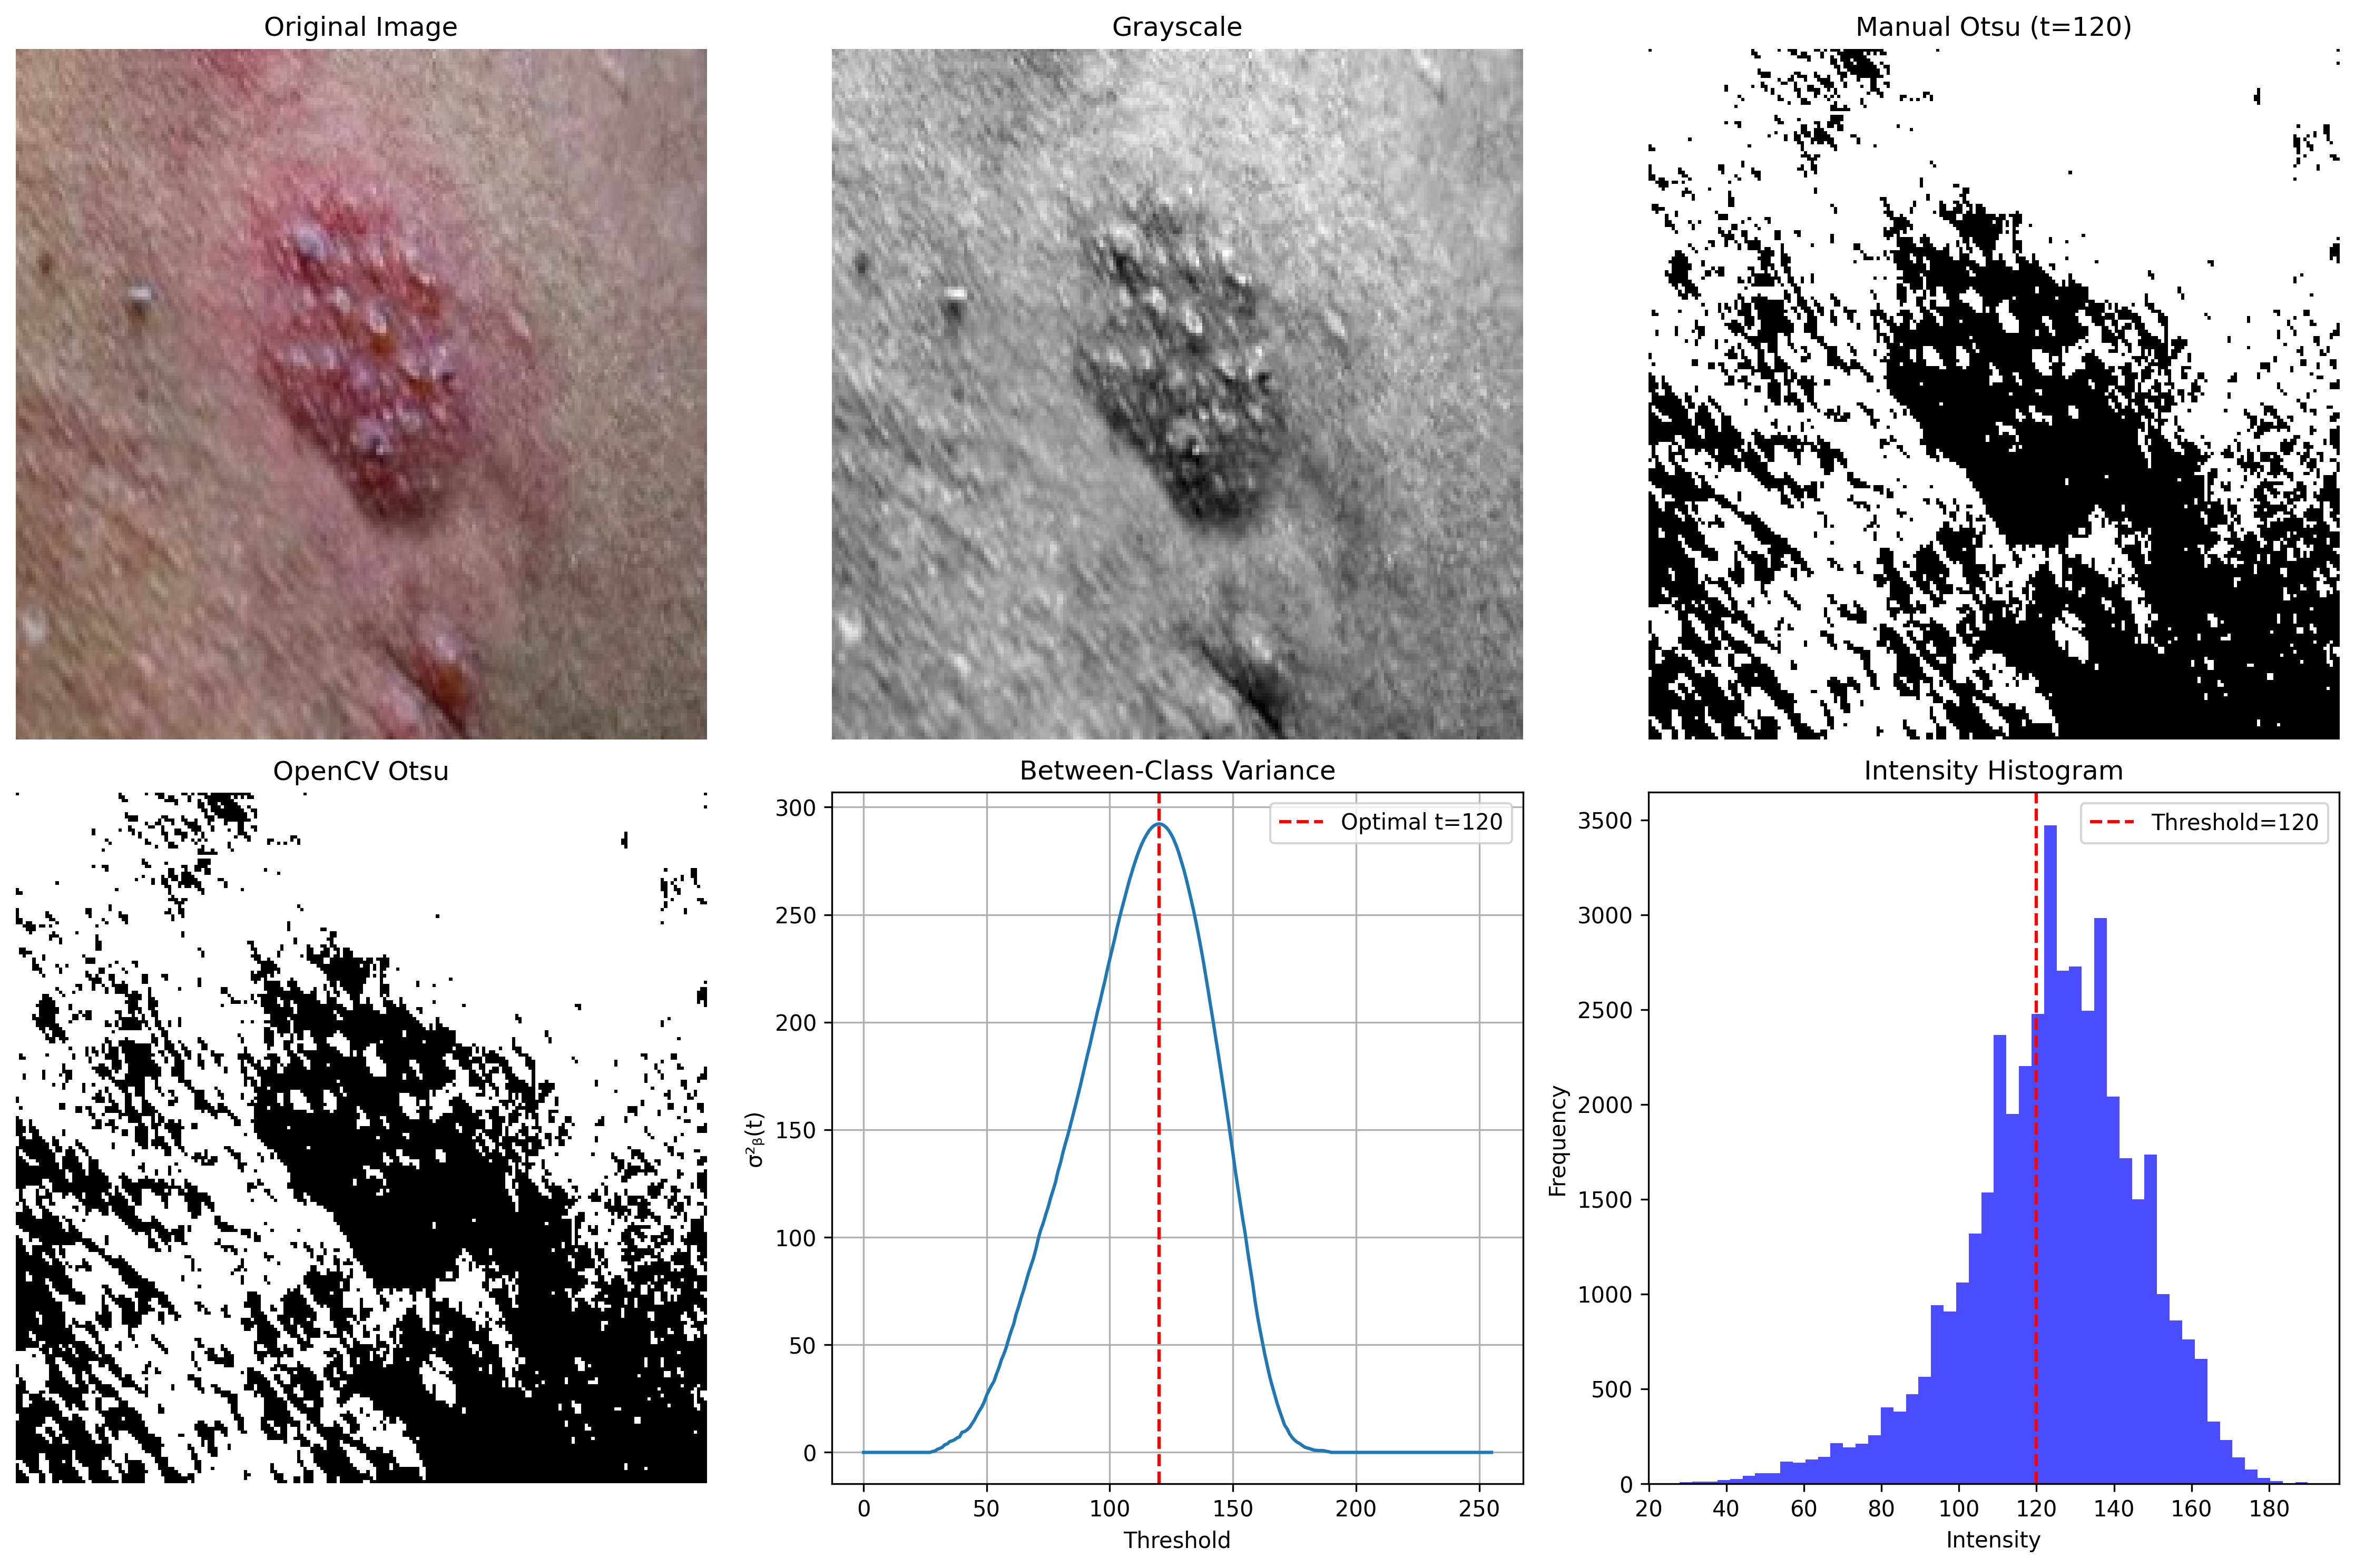 Original Image
Grayscale
Manual Otsu (t=120)
OpenCV Otsu
Between-Class Variance
300
250
200
150
100
50
0
σ²ᵦ(t)
Optimal t=120
0 50 100 150 200 250
Threshold
Intensity Histogram
3500
3000
2500
2000
1500
1000
500
0
Frequency
Threshold=120
20 40 60 80 100 120 140 160 180
Intensity